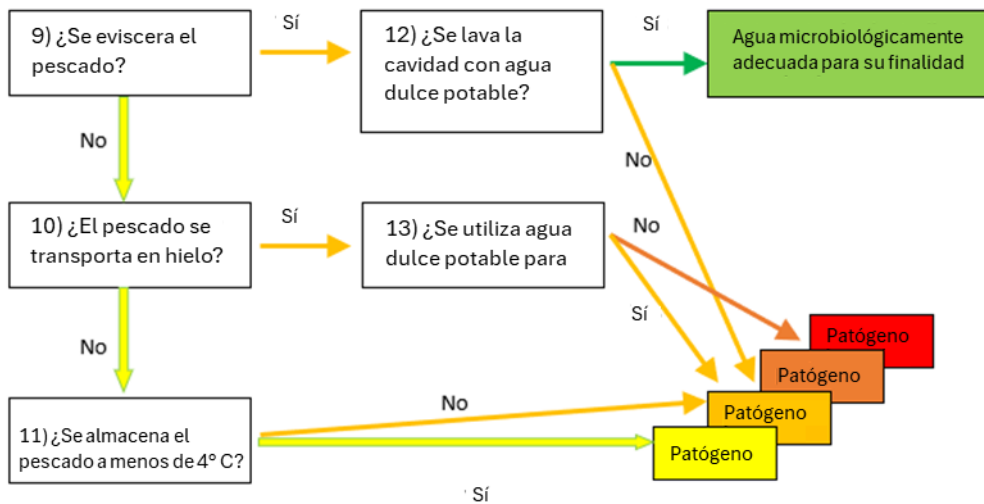 9) ¿Se eviscera el
pescado?
Sí
12) ¿Se lava la
cavidad con agua
dulce potable?
Sí
Agua microbiológicamente
adecuada para su finalidad
No
No
10) ¿El pescado se
transporta en hielo?
Sí
13) ¿Se utiliza agua
dulce potable para
No
Sí
No
Patógeno
Patógeno
Patógeno
Patógeno
11) ¿Se almacena el
pescado a menos de 4° C?
No
Sí